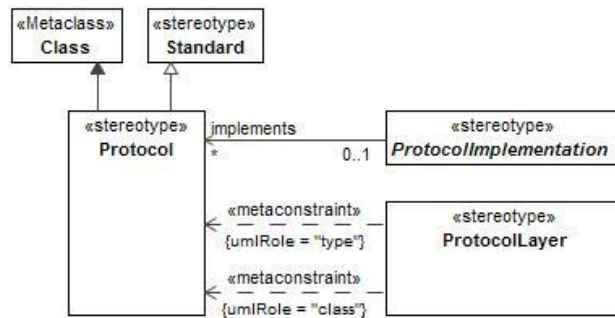 «Metaclass»
Class
«stereotype»
Standard
«stereotype»
Protocol
implements
*
0..1
«stereotype»
ProtocolImplementation
«metaconstraint»
{umlRole = "type"}
«metaconstraint»
{umlRole = "class"}
«stereotype»
ProtocolLayer